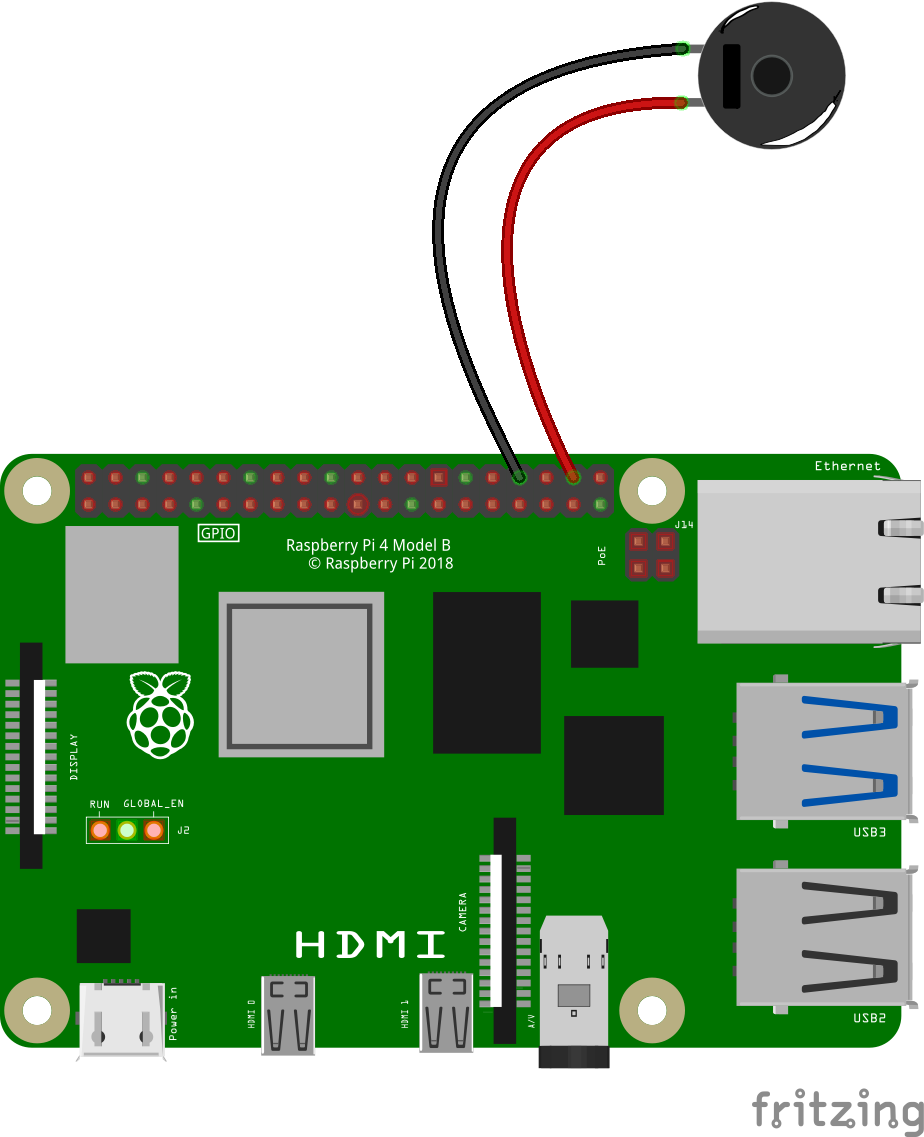 Ethernet
J14
GPIO
PoE
Raspberry Pi 4 Model B
© Raspberry Pi 2018
DISPLAY
RUN
GLOBAL_EN
J2
USB3
CAMERA
HDMI
Power in
HDMI 0
HDMI 1
A/V
USB2
fritzing